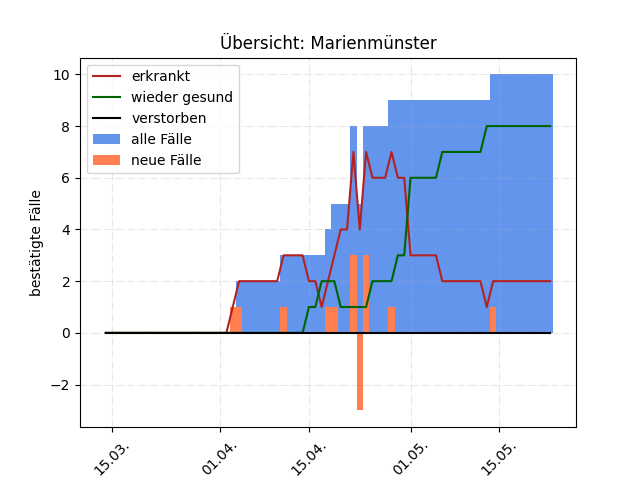 Übersicht: Marienmünster
erkrankt
wieder gesund
verstorben
alle Fälle
neue Fälle
bestätigte Fälle
10
8
6
4
2
0
−2
15.03.
01.04.
15.04.
01.05.
15.05.